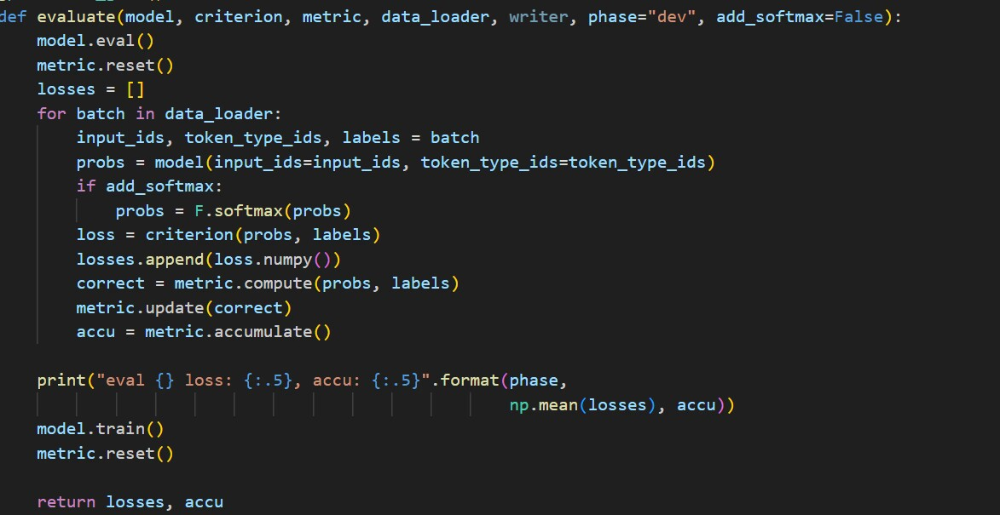 def evaluate(model, criterion, metric, data_loader, writer, phase="dev", add_softmax=False):
    model.eval()
    metric.reset()
    losses = []
    for batch in data_loader:
        input_ids, token_type_ids, labels = batch
        probs = model(input_ids=input_ids, token_type_ids=token_type_ids)
        if add_softmax:
            probs = F.softmax(probs)
        loss = criterion(probs, labels)
        losses.append(loss.numpy())
        correct = metric.compute(probs, labels)
        metric.update(correct)
        accu = metric.accumulate()

    print("eval {} loss: {:.5}, accu: {:.5}".format(phase,
                                                    np.mean(losses), accu))
    model.train()
    metric.reset()

    return losses, accu